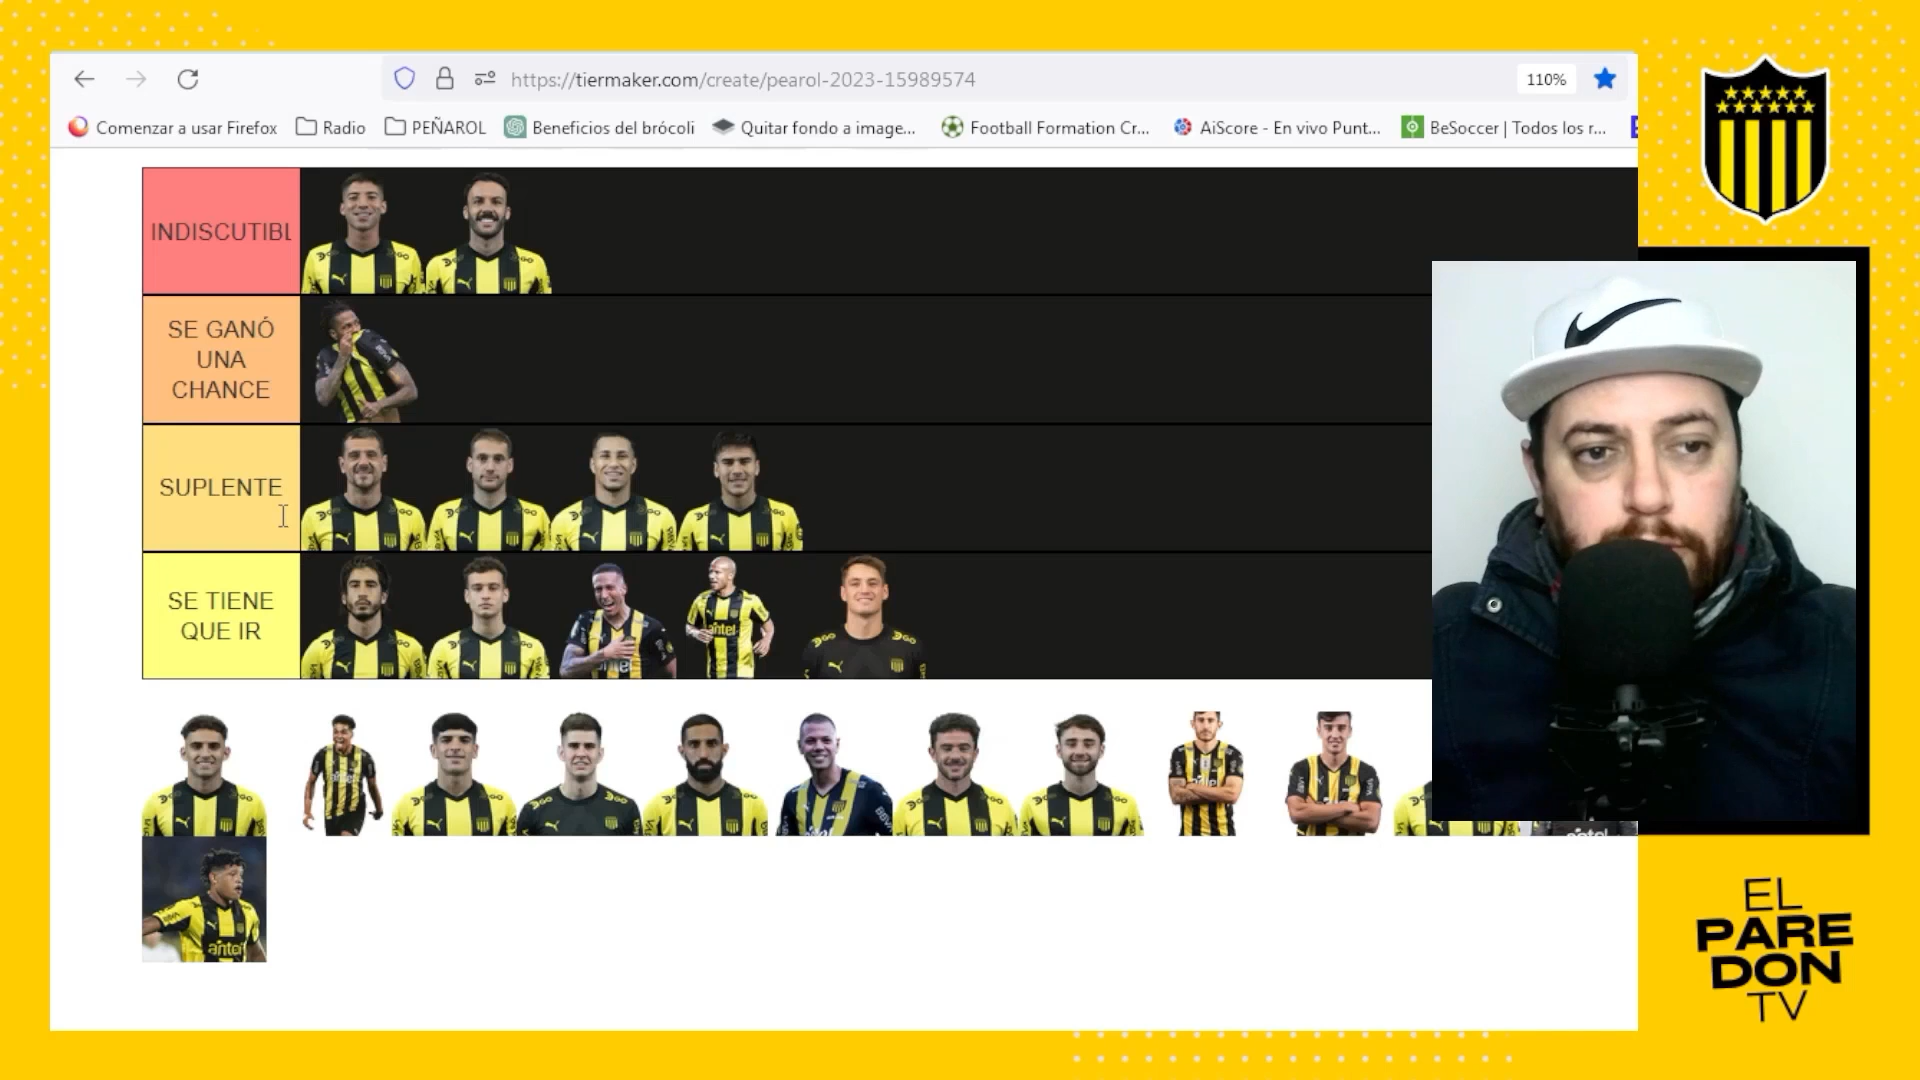 https://tiermaker.com/create/pearol-2023-15989574
110%
Comenzar a usar Firefox
Radio
PEÑAROL
Beneficios del brócoli
Quitar fondo a image...
Football Formation Cr...
AiScore - En vivo Punt...
BeSoccer | Todos los r...
INDISCUTIBL
SE GANÓ
UNA
CHANCE
SUPLENTE
SE TIENE
QUE IR
antel
antel
EL
PARE
DON
TV